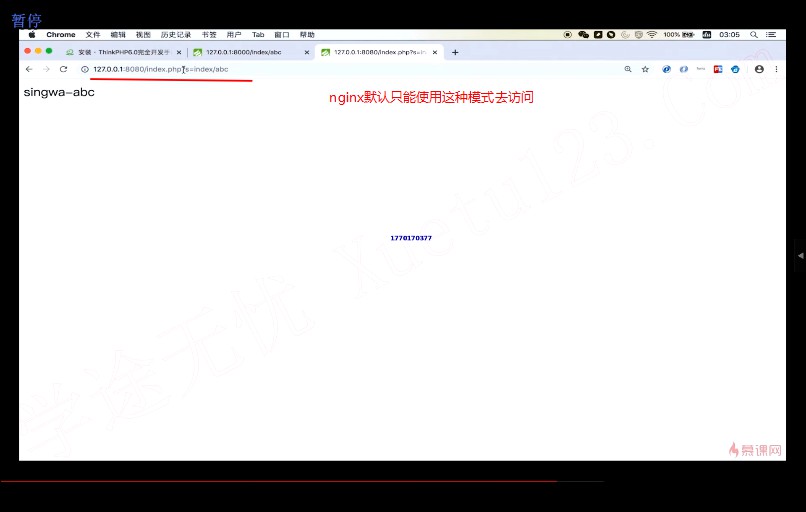 暂停
Chrome 文件 编辑 视图 历史记录 书签 用户 Tab 窗口 帮助 100% 03:05
安装 - ThinkPHP6.0完全开发手 127.0.0.1:8000/index/abc 127.0.0.1:8080/index.php?s=in
127.0.0.1:8080/index.php?s=index/abc
singwa-abc
nginx默认只能使用这种模式去访问
1770170377
学途无忧 Xuetu123.Com
慕课网